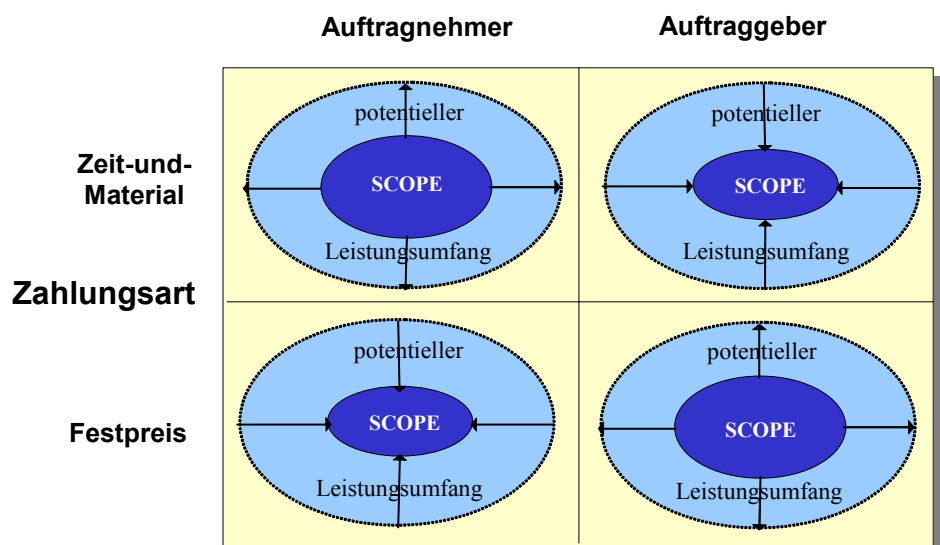 Auftragnehmer
Auftraggeber
Zeit-und-
Material
potentieller
SCOPE
Leistungsumfang
potentieller
SCOPE
Leistungsumfang
Zahlungsart
Festpreis
potentieller
SCOPE
Leistungsumfang
potentieller
SCOPE
Leistungsumfang